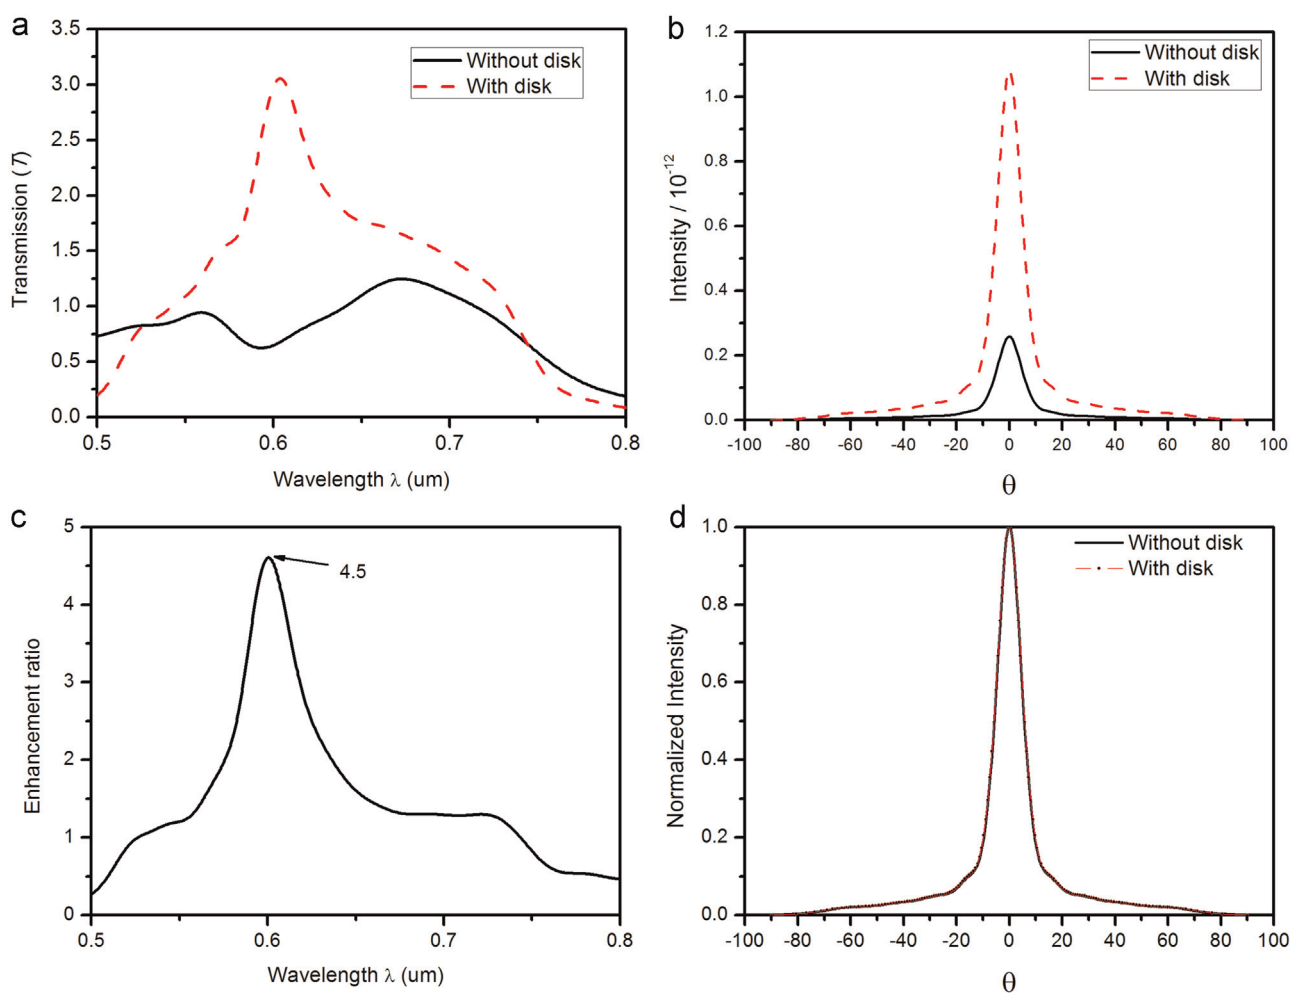 a
3.5
3.0
2.5
2.0
1.5
1.0
0.5
0.0
Transmission (T)
Without disk
With disk
0.5 0.6 0.7 0.8
Wavelength λ (um)
b
1.2
1.0
0.8
0.6
0.4
0.2
0.0
Intensity / 10-12
Without disk
With disk
-100 -80 -60 -40 -20 0 20 40 60 80 100
θ
c
5
4
3
2
1
0
Enhancement ratio
4.5
0.5 0.6 0.7 0.8
Wavelength λ (um)
d
1.0
0.8
0.6
0.4
0.2
0.0
Normalized Intensity
Without disk
With disk
-100 -80 -60 -40 -20 0 20 40 60 80 100
θ